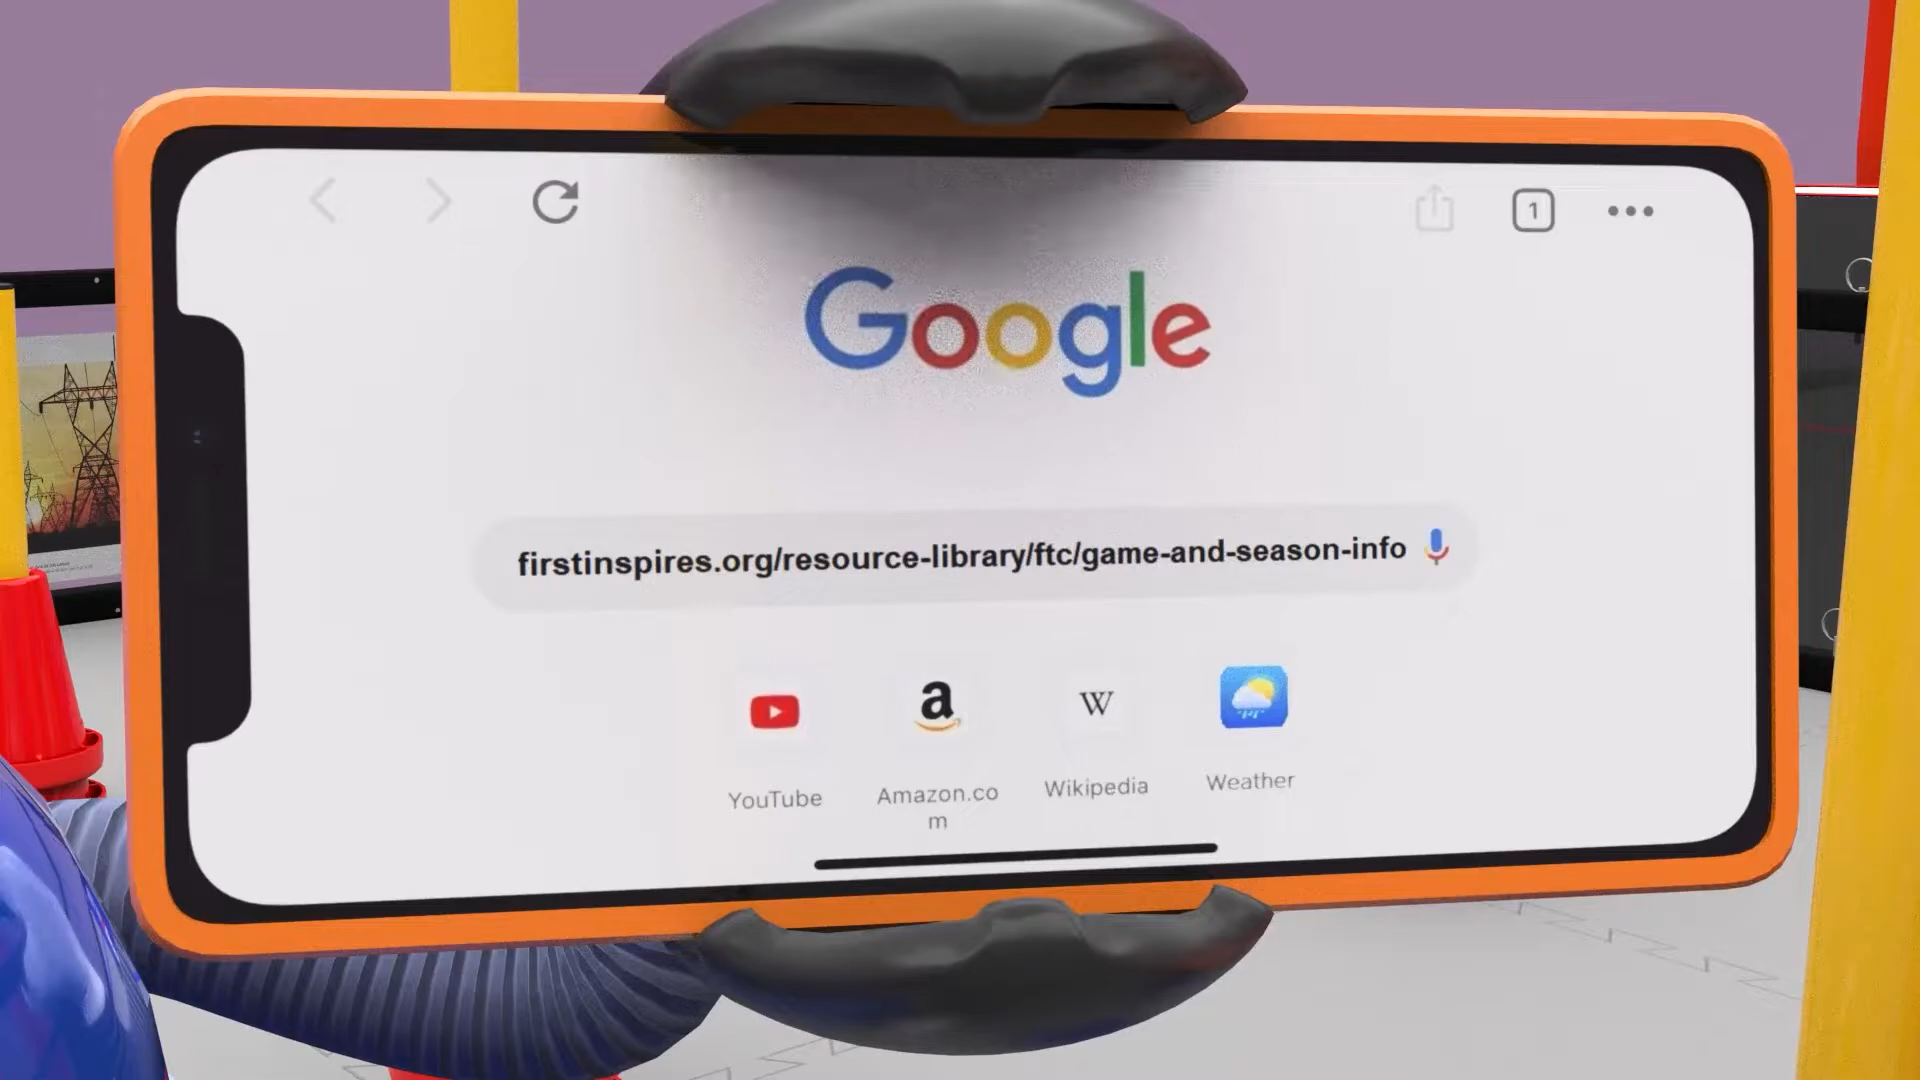 1
Google
firstinspires.org/resource-library/ftc/game-and-season-info
YouTube
Amazon.co
m
Wikipedia
Weather